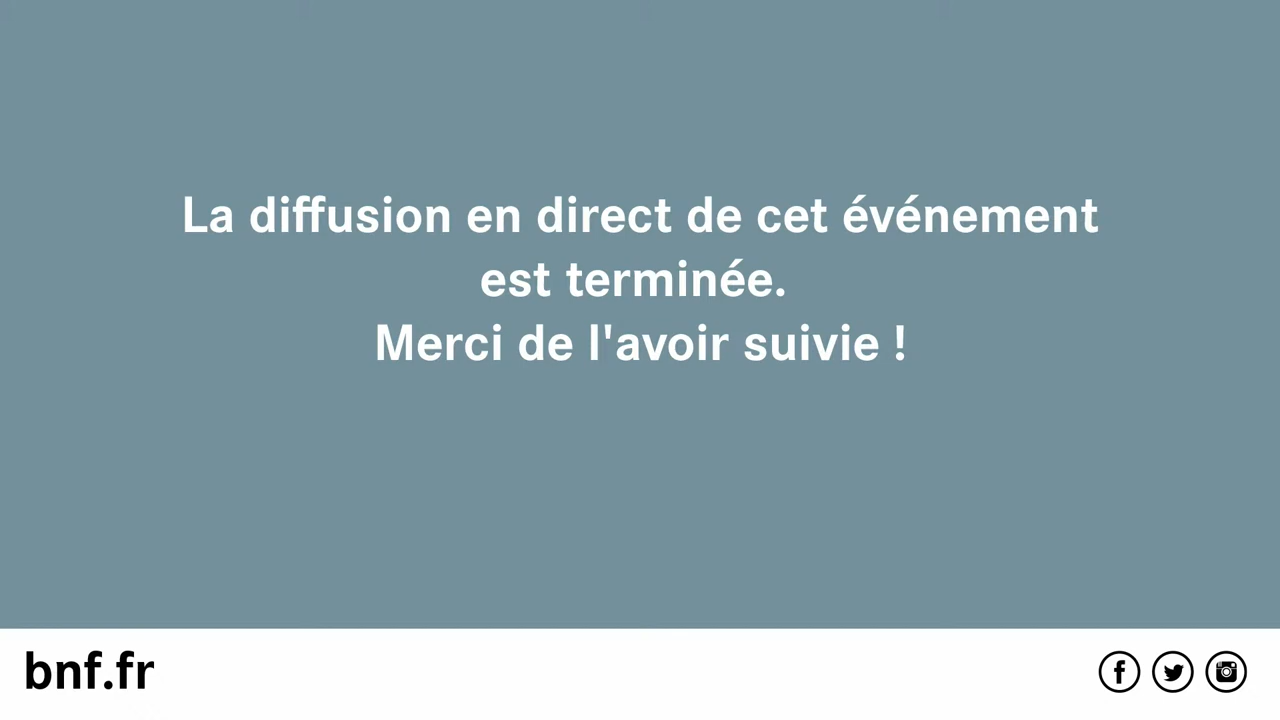 La diffusion en direct de cet événement
est terminée.
Merci de l'avoir suivie !
bnf.fr